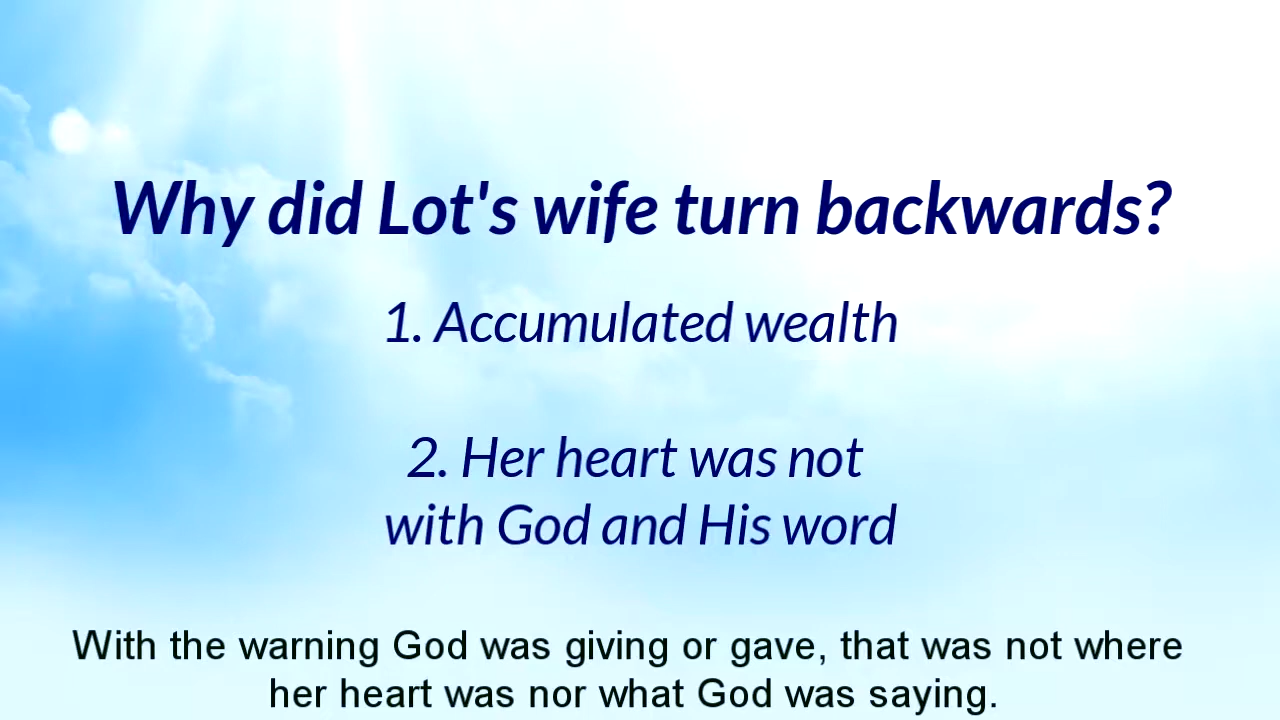 Why did Lot's wife turn backwards?
1. Accumulated wealth
2. Her heart was not
with God and His word
With the warning God was giving or gave, that was not where
her heart was nor what God was saying.